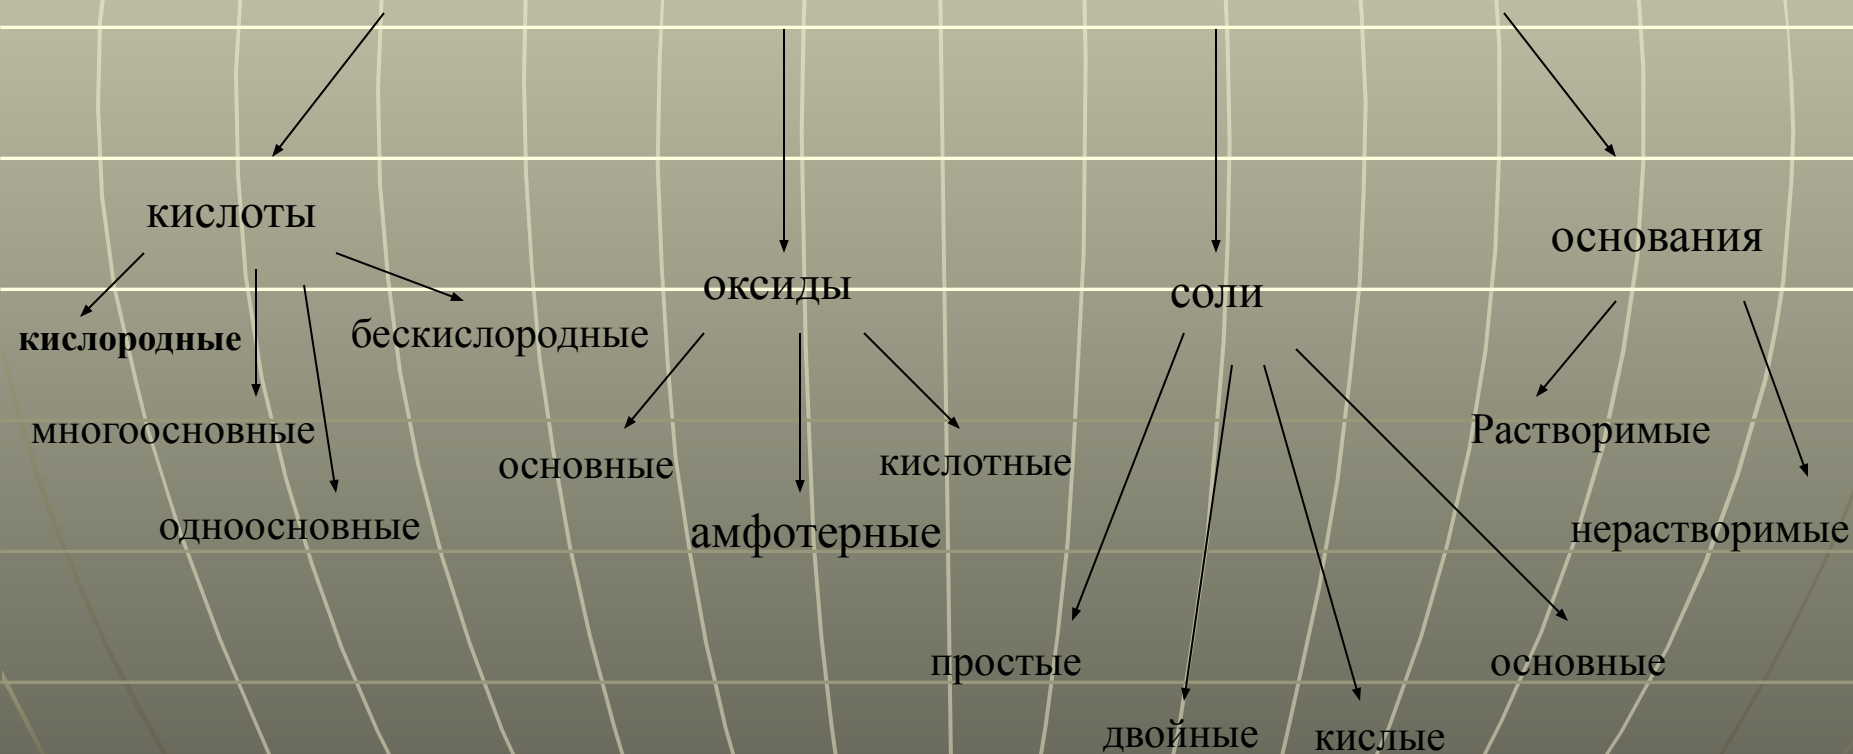 кислоты
основания
оксиды
соли
кислородные
бескислородные
многоосновные
Растворимые
основные
кислотные
одноосновные
амфотерные
нерастворимые
простые
основные
двойные
кислые